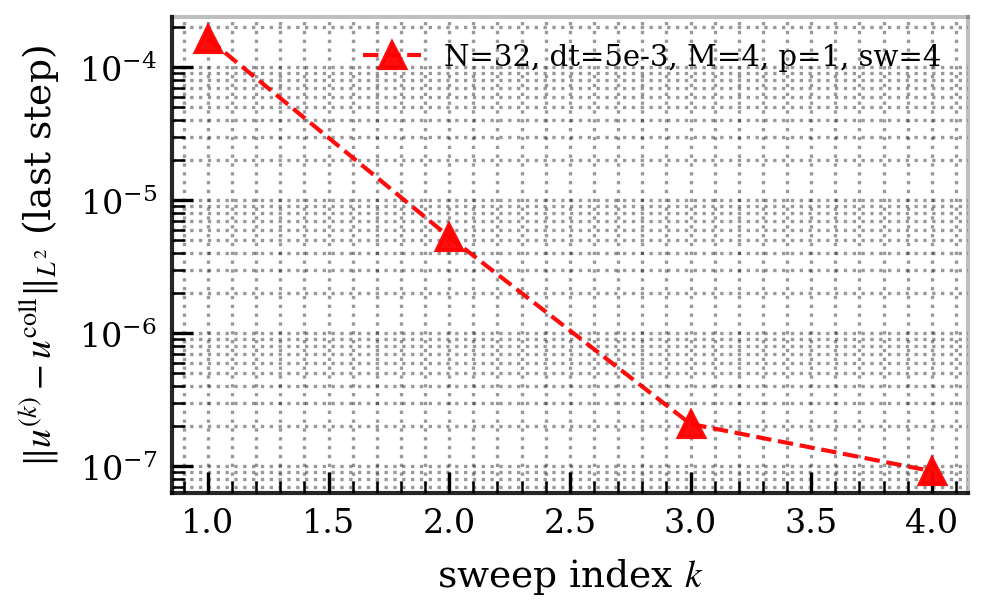 10⁻⁴
10⁻⁵
10⁻⁶
10⁻⁷
||u⁽ᵏ⁾ − uᶜᵒˡˡ||_L² (last step)
N=32, dt=5e-3, M=4, p=1, sw=4
1.0 1.5 2.0 2.5 3.0 3.5 4.0
sweep index k